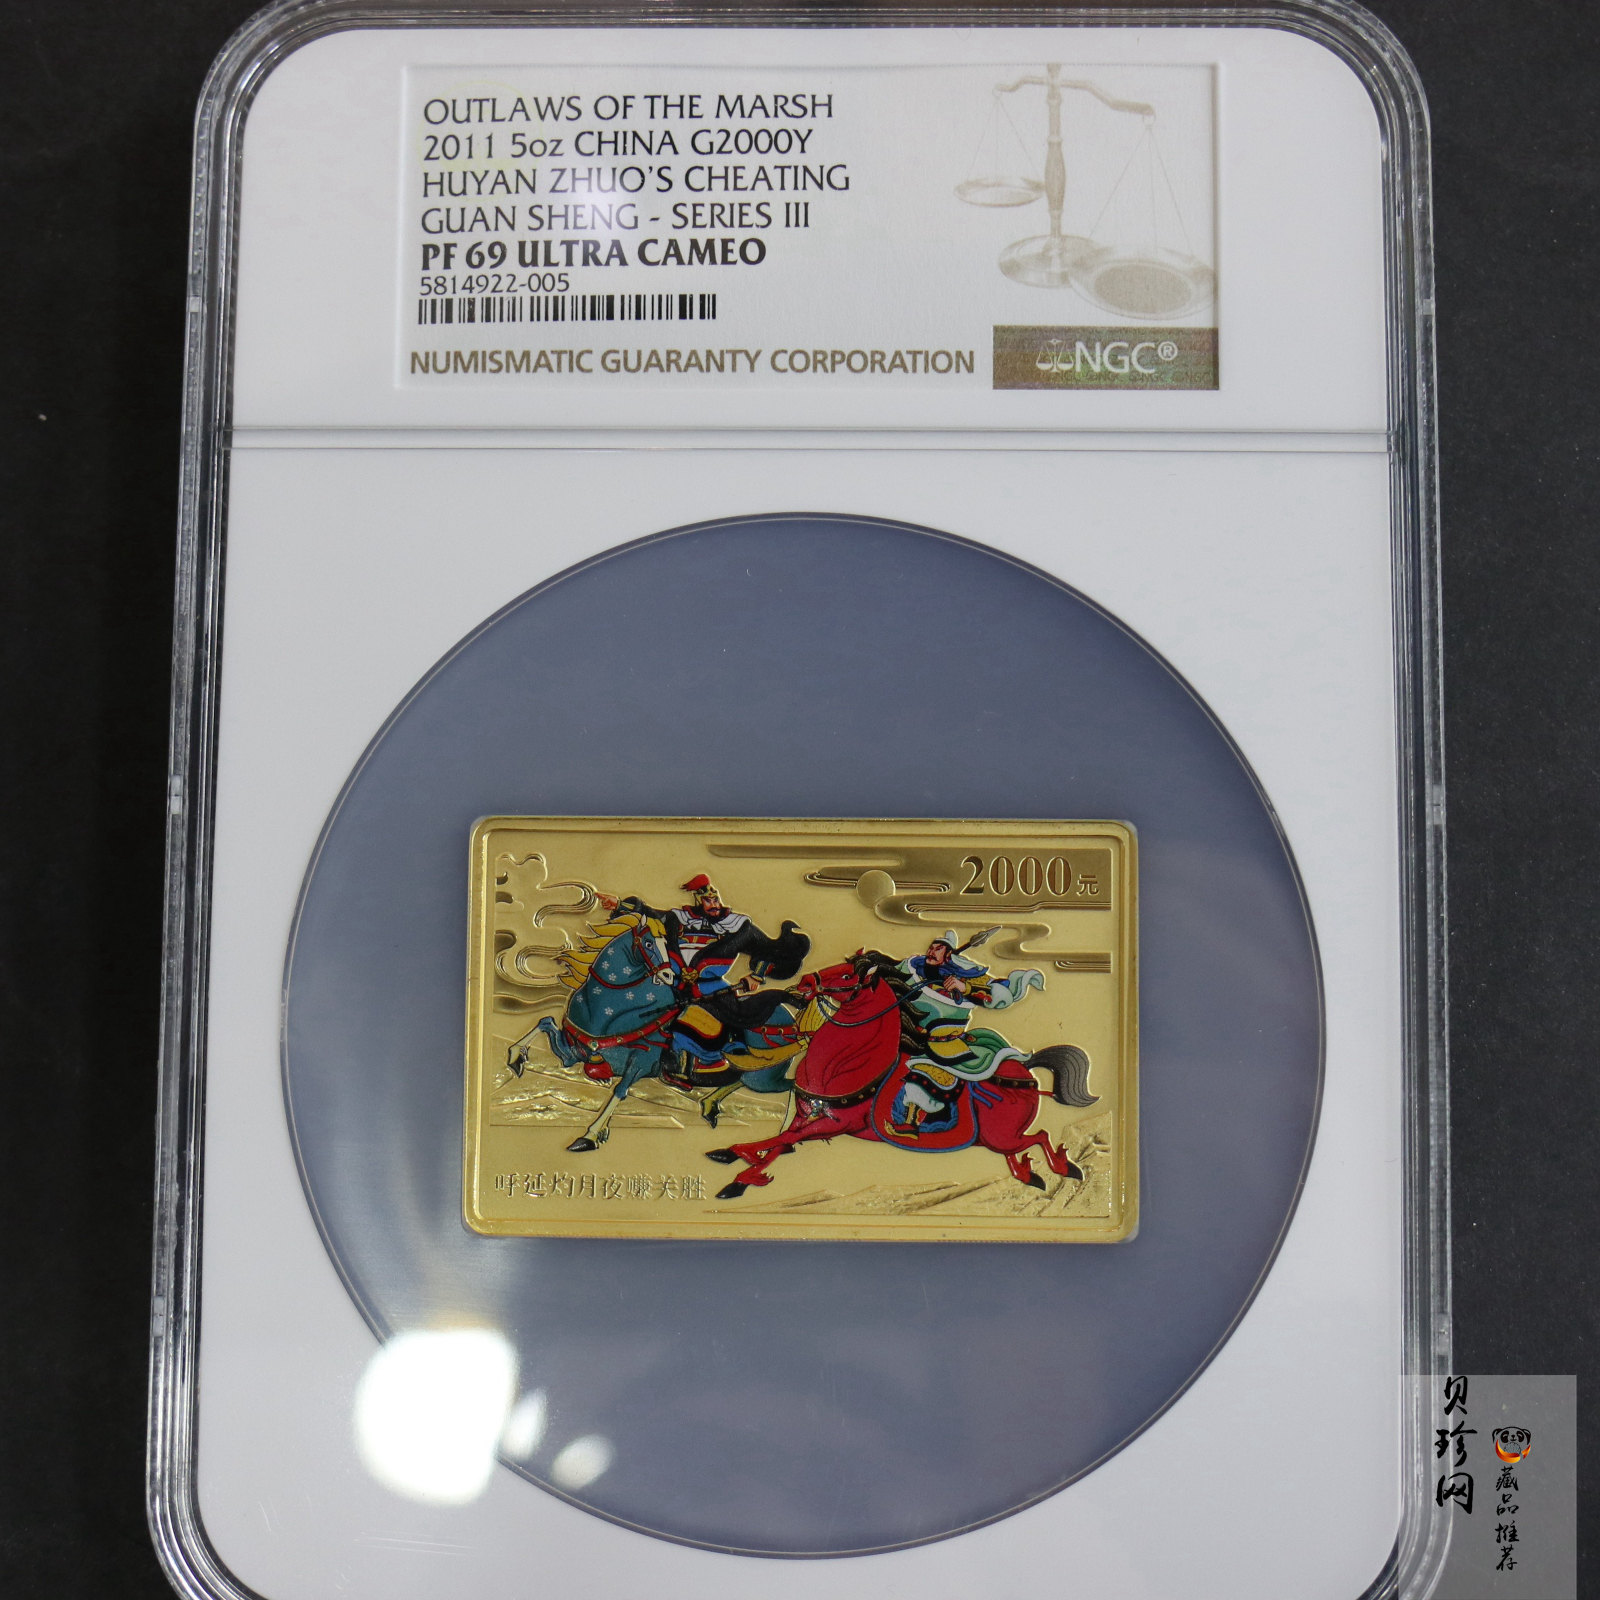 OUTLAWS OF THE MARSH
2011 5oz CHINA G2000Y
HUYAN ZHUO'S CHEATING
GUAN SHENG - SERIES III
PF 69 ULTRA CAMEO
5814922-005
NUMISMATIC GUARANTY CORPORATION
NGC®
2000元
呼延灼月夜赚关胜
贝珍网
藏品推荐